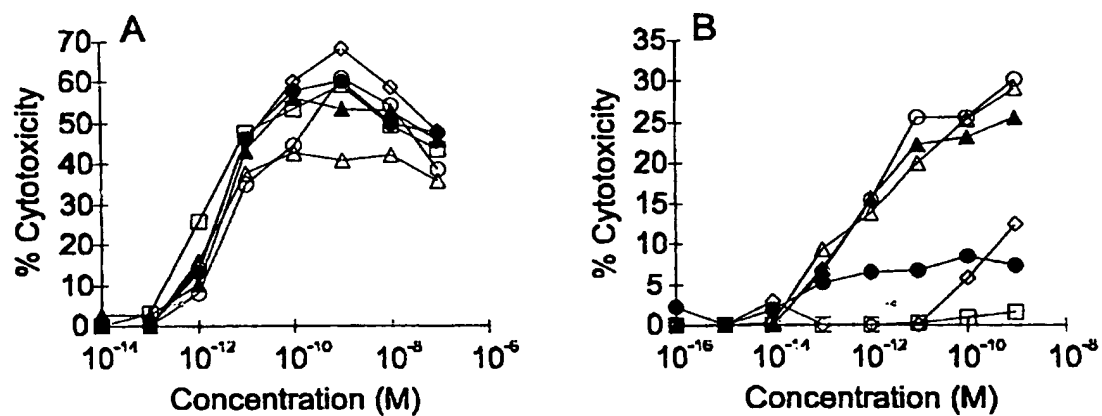 A
B
% Cytotoxicity
70
60
50
40
30
20
10
0
10⁻¹⁴ 10⁻¹² 10⁻¹⁰ 10⁻⁸ 10⁻⁶
Concentration (M)
% Cytotoxicity
35
30
25
20
15
10
5
0
10⁻¹⁶ 10⁻¹⁴ 10⁻¹² 10⁻¹⁰ 10⁻⁸
Concentration (M)